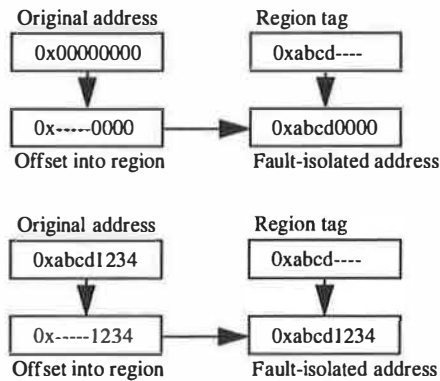 Original address Region tag
0x00000000 0xabcd----
0x-----0000 0xabcd0000
Offset into region Fault-isolated address
Original address Region tag
0xabcd1234 0xabcd----
0x-----1234 0xabcd1234
Offset into region Fault-isolated address